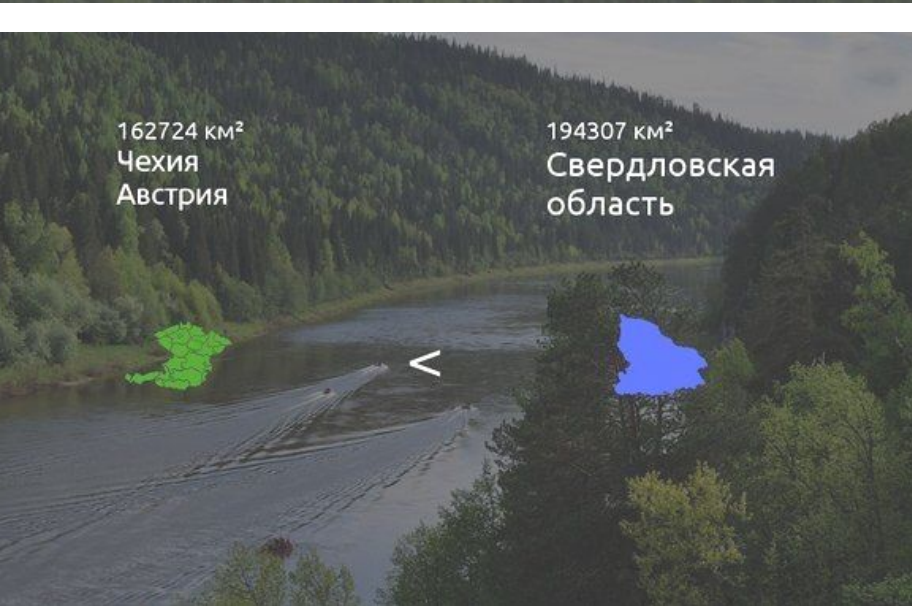 162724 км²
Чехия
Австрия
194307 км²
Свердловская
область
<